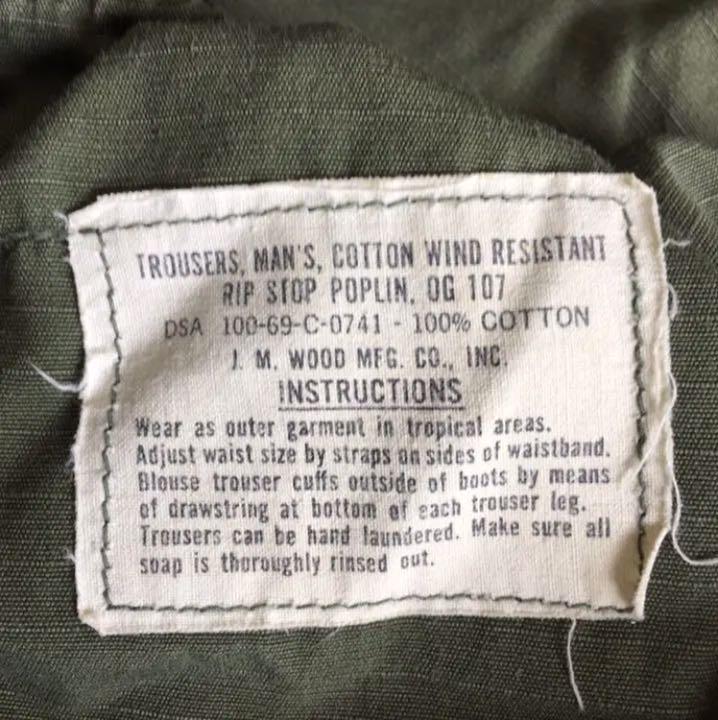 TROUSERS, MAN'S, COTTON WIND RESISTANT
RIP STOP POPLIN, OG 107
DSA 100-69-C-0741 - 100% COTTON
J. M. WOOD MFG. CO., INC.
INSTRUCTIONS
Wear as outer garment in tropical areas.
Adjust waist size by straps on sides of waistband.
Blouse trouser cuffs outside of boots by means
of drawstring at bottom of each trouser leg.
Trousers can be hand laundered. Make sure all
soap is thoroughly rinsed out.